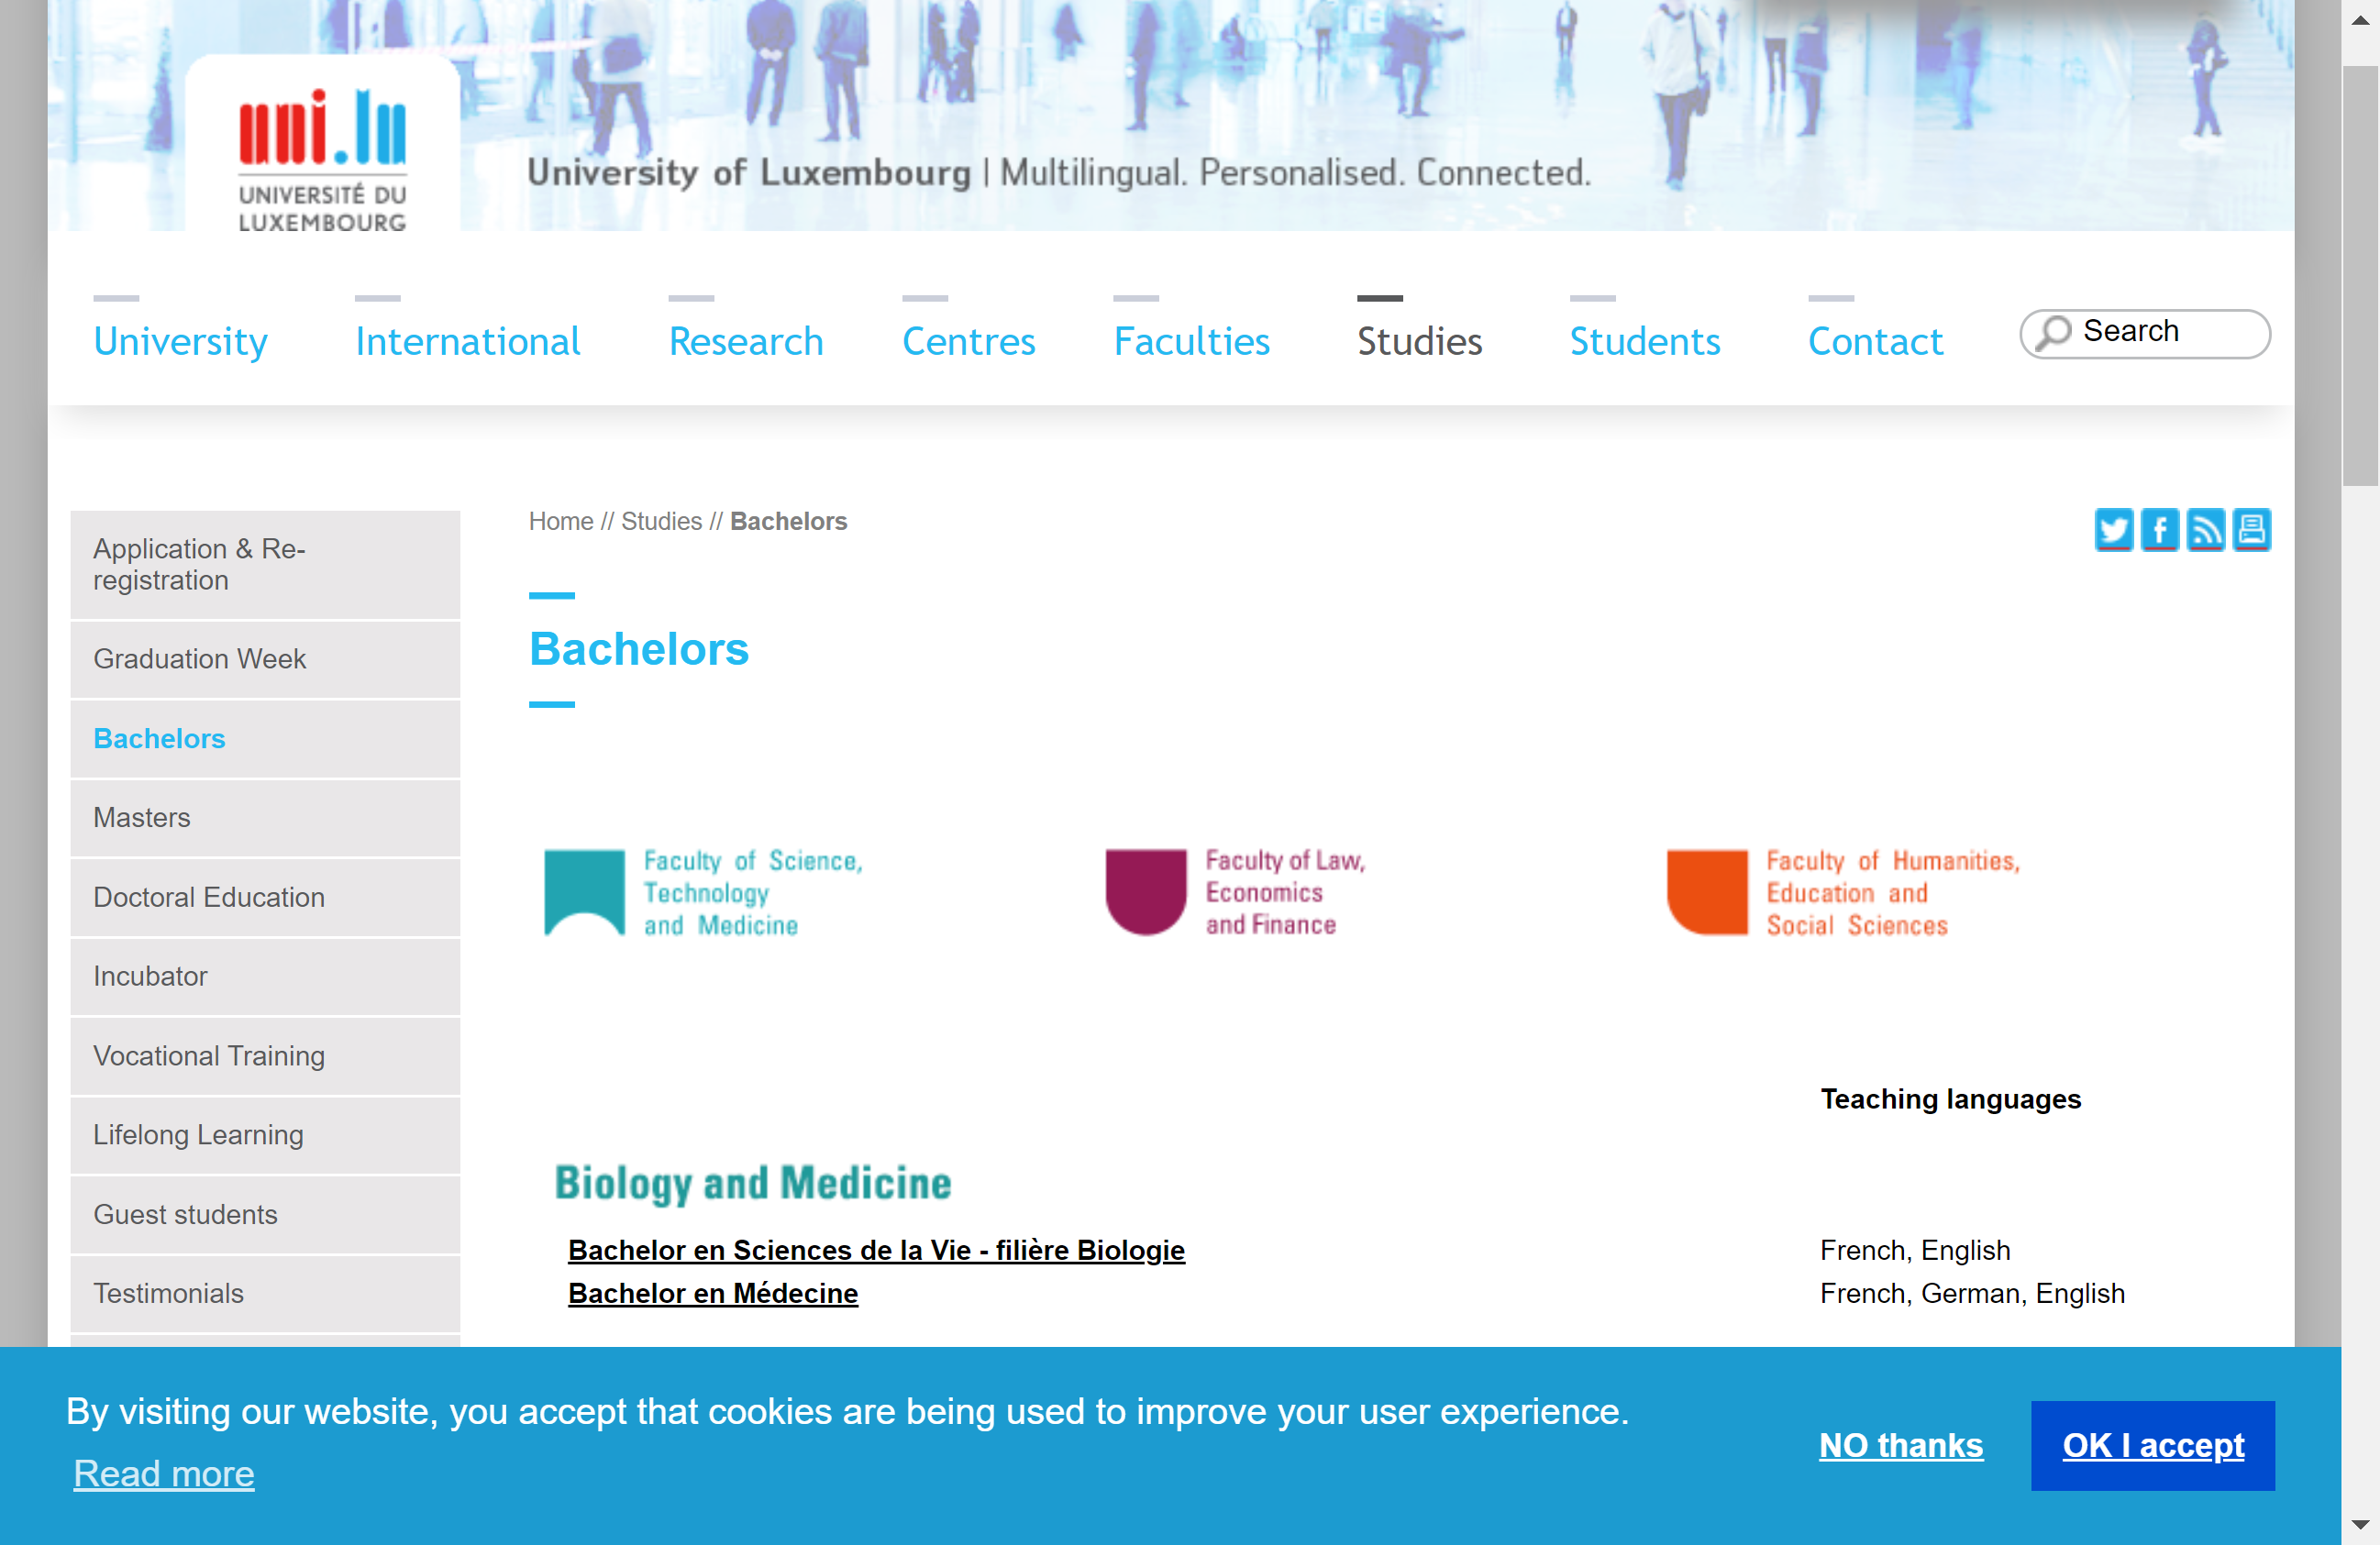 uni.lu
UNIVERSITÉ DU
LUXEMBOURG
University of Luxembourg | Multilingual. Personalised. Connected.
University
International
Research
Centres
Faculties
Studies
Students
Contact
Search
Application & Re-
registration
Graduation Week
Bachelors
Masters
Doctoral Education
Incubator
Vocational Training
Lifelong Learning
Guest students
Testimonials
Home // Studies // Bachelors
Bachelors
Faculty of Science,
Technology
and Medicine
Faculty of Law,
Economics
and Finance
Faculty of Humanities,
Education and
Social Sciences
Teaching languages
Biology and Medicine
Bachelor en Sciences de la Vie - filière Biologie
French, English
Bachelor en Médecine
French, German, English
By visiting our website, you accept that cookies are being used to improve your user experience.
Read more
NO thanks
OK I accept